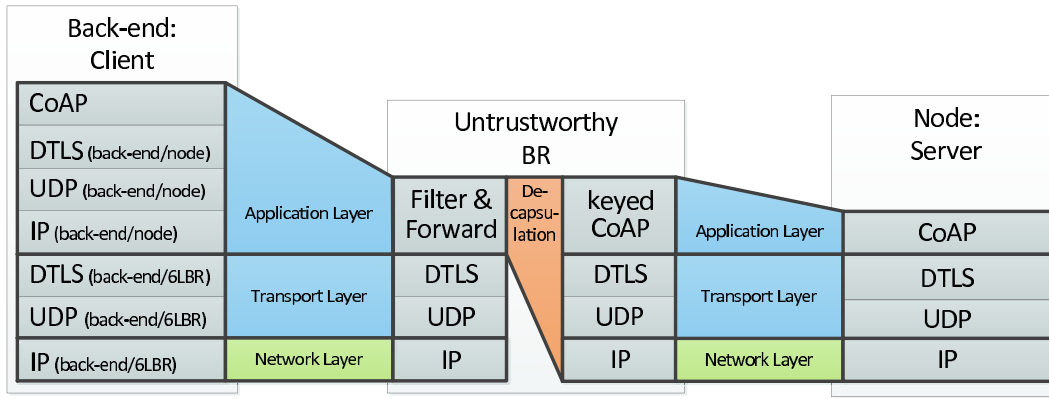 Back-end:
Client
CoAP
DTLS (back-end/node)
UDP (back-end/node)
IP (back-end/node)
DTLS (back-end/6LBR)
UDP (back-end/6LBR)
IP (back-end/6LBR)
Application Layer
Transport Layer
Network Layer
Untrustworthy
BR
Filter &
Forward
DTLS
UDP
IP
De-
capsu-
lation
keyed
CoAP
DTLS
UDP
IP
Application Layer
Transport Layer
Network Layer
Node:
Server
CoAP
DTLS
UDP
IP